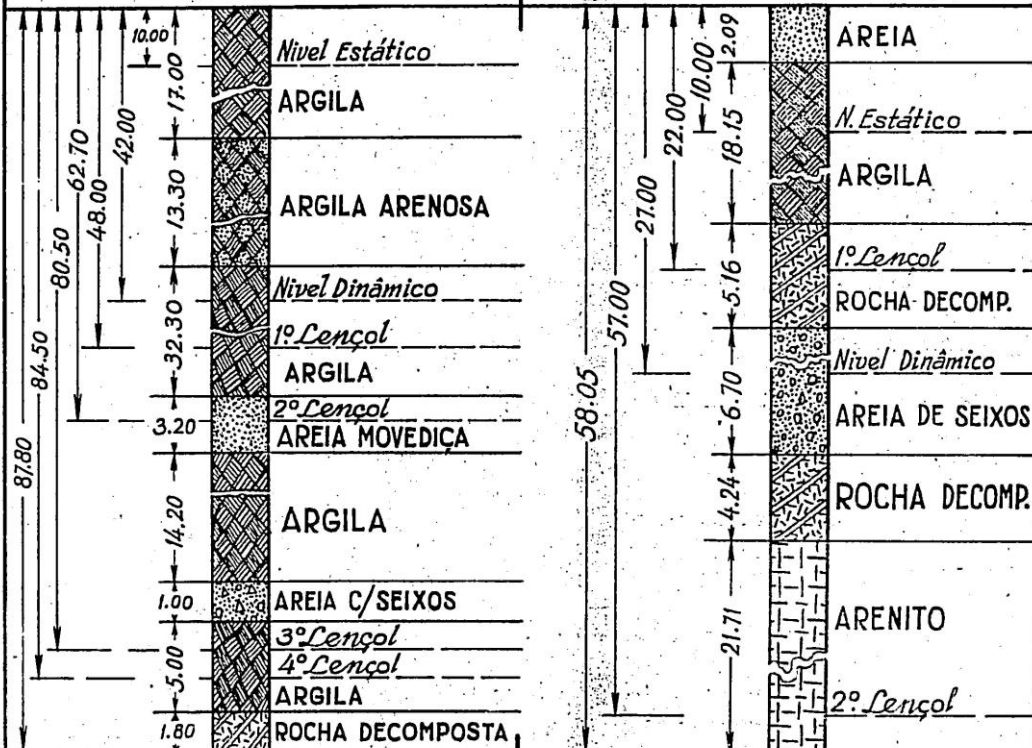 10.00
17.00
Nivel Estático
ARGILA
42.00
62.70
48.00
13.30
ARGILA ARENOSA
80.50
84.50
87.80
32.30
Nivel Dinâmico
1º Lençol
ARGILA
3.20
2º Lençol
AREIA MOVEDIÇA
14.20
ARGILA
1.00
AREIA C/SEIXOS
5.00
3º Lençol
4º Lençol
ARGILA
1.80
ROCHA DECOMPOSTA
2.09
AREIA
10.00
22.00
18.15
N. Estático
ARGILA
27.00
5.16
1º Lençol
ROCHA DECOMP.
57.00
58.05
6.70
Nivel Dinâmico
AREIA DE SEIXOS
4.24
ROCHA DECOMP.
21.71
ARENITO
2º Lençol